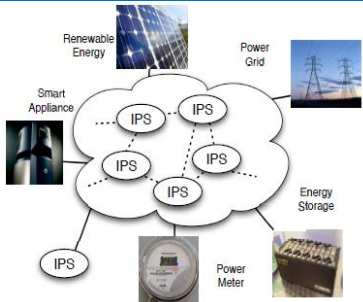 Renewable
Energy
Power
Grid
Smart
Appliance
IPS
IPS
IPS
IPS
IPS
Energy
Storage
IPS
Power
Meter